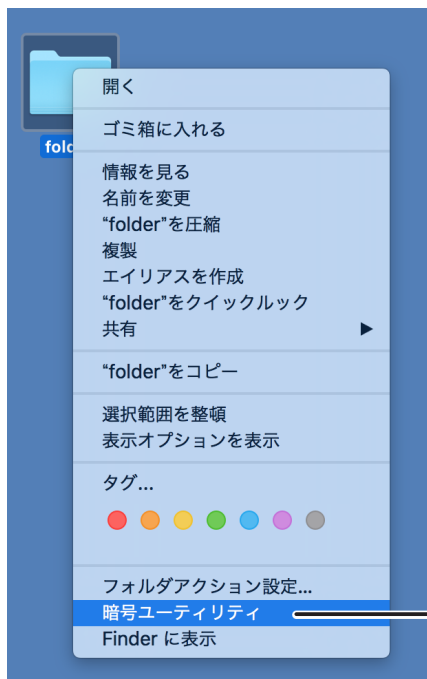 fold
開く
ゴミ箱に入れる
情報を見る
名前を変更
“folder”を圧縮
複製
エイリアスを作成
“folder”をクイックルック
共有
“folder”をコピー
選択範囲を整頓
表示オプションを表示
タグ...
フォルダアクション設定...
暗号ユーティリティ
Finder に表示